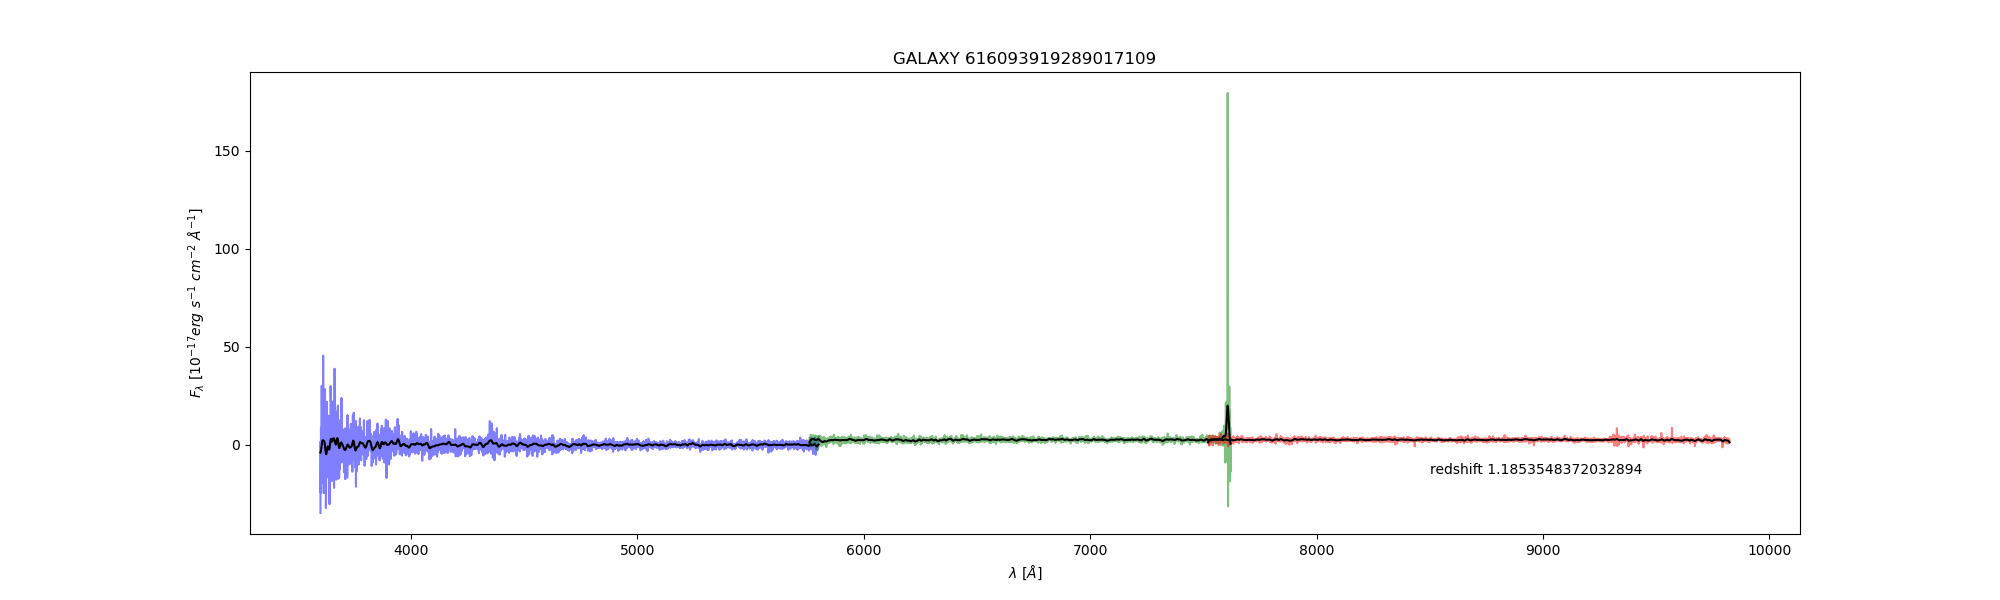 GALAXY 616093919289017109
150
100
50
0
F_λ [10^{-17} erg s^{-1} cm^{-2} Å^{-1}]
redshift 1.1853548372032894
4000 5000 6000 7000 8000 9000 10000
λ [Å]